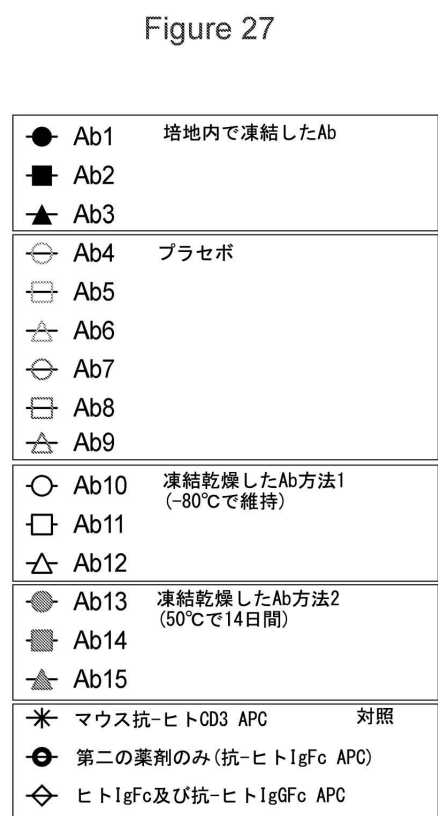 Figure 27
Ab1 培地内で凍結したAb
Ab2
Ab3
Ab4 プラセボ
Ab5
Ab6
Ab7
Ab8
Ab9
Ab10 凍結乾燥したAb方法1
(-80℃で維持)
Ab11
Ab12
Ab13 凍結乾燥したAb方法2
(50℃で14日間)
Ab14
Ab15
マウス抗-ヒトCD3 APC 対照
第二の薬剤のみ(抗-ヒトIgFc APC)
ヒトIgFc及び抗-ヒトIgGFc APC